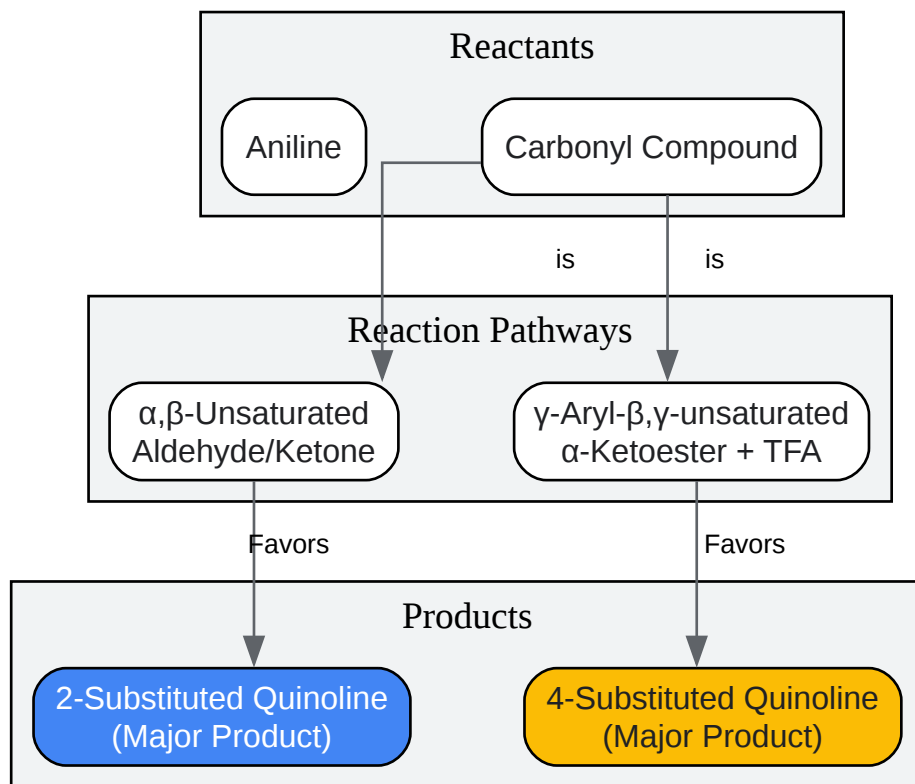 Reactants
Aniline
Carbonyl Compound
is
is
Reaction Pathways
α,β-Unsaturated
Aldehyde/Ketone
γ-Aryl-β,γ-unsaturated
α-Ketoester + TFA
Favors
Favors
Products
2-Substituted Quinoline
(Major Product)
4-Substituted Quinoline
(Major Product)